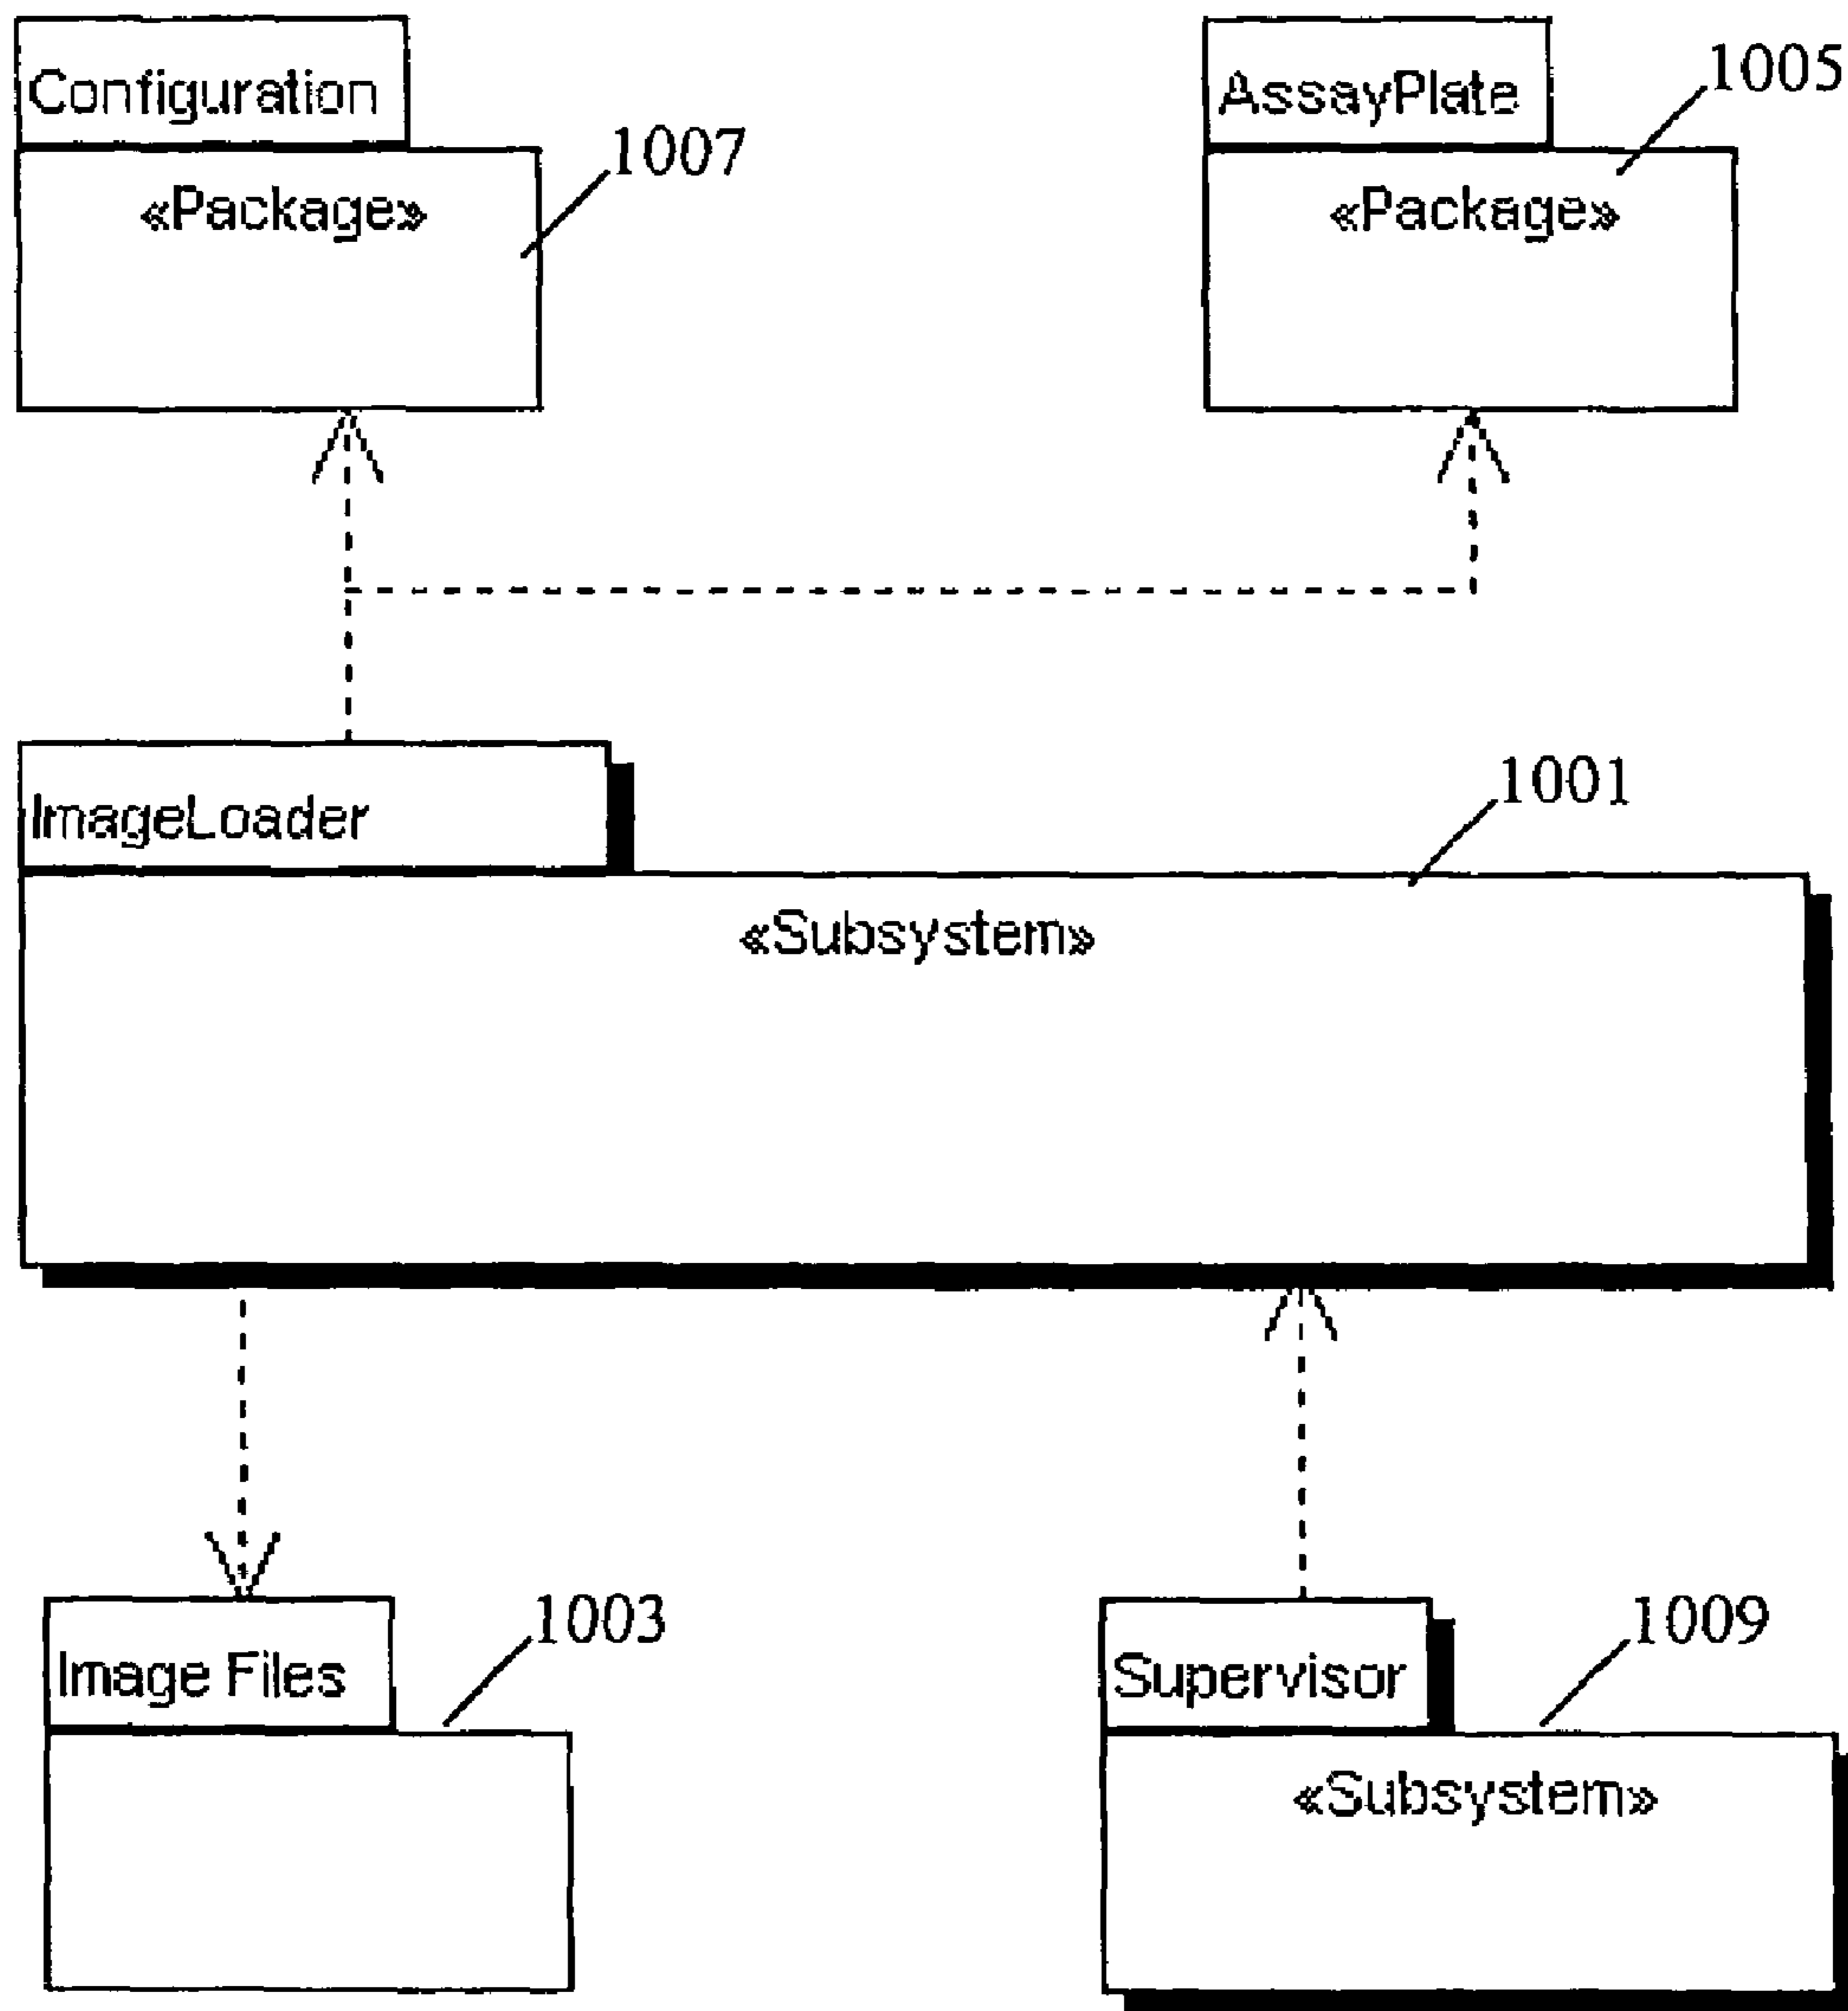 Configuration
1007
«Package»
AssayPlate
1005
«Package»
ImageLoader
1001
«Subsystem»
Image Files
1003
Supervisor
1009
«Subsystem»